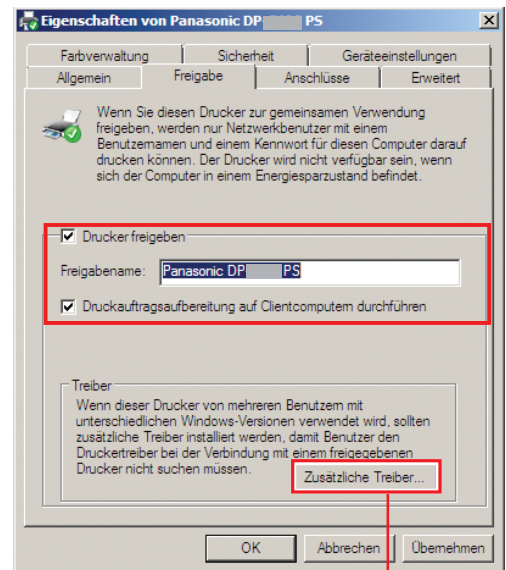 Eigenschaften von Panasonic DP PS
Farbverwaltung Sicherheit Geräteeinstellungen
Allgemein Freigabe Anschlüsse Erweitert
Wenn Sie diesen Drucker zur gemeinsamen Verwendung
freigeben, werden nur Netzwerkbenutzer mit einem
Benutzernamen und einem Kennwort für diesen Computer darauf
drucken können. Der Drucker wird nicht verfügbar sein, wenn
sich der Computer in einem Energiesparzustand befindet.
Drucker freigeben
Freigabename: Panasonic DP PS
Druckauftragsaufbereitung auf Clientcomputern durchführen
Treiber
Wenn dieser Drucker von mehreren Benutzern mit
unterschiedlichen Windows-Versionen verwendet wird, sollten
zusätzliche Treiber installiert werden, damit Benutzer den
Druckertreiber bei der Verbindung mit einem freigegebenen
Drucker nicht suchen müssen.
Zusätzliche Treiber...
OK Abbrechen Übernehmen